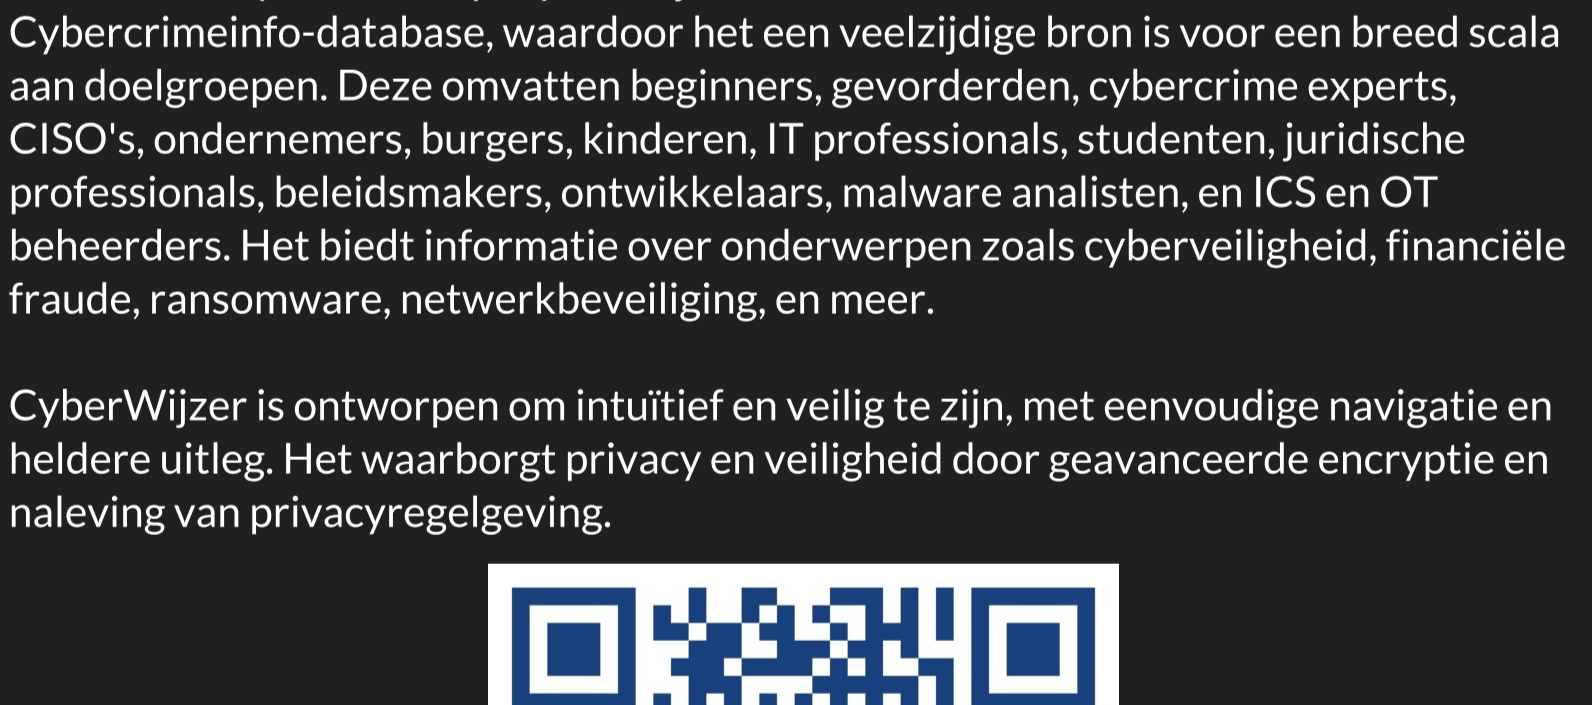 Cybercrimeinfo-database, waardoor het een veelzijdige bron is voor een breed scala
aan doelgroepen. Deze omvatten beginners, gevorderden, cybercrime experts,
CISO's, ondernemers, burgers, kinderen, IT professionals, studenten, juridische
professionals, beleidsmakers, ontwikkelaars, malware analisten, en ICS en OT
beheerders. Het biedt informatie over onderwerpen zoals cyberveiligheid, financiële
fraude, ransomware, netwerkbeveiliging, en meer.
CyberWijzer is ontworpen om intuïtief en veilig te zijn, met eenvoudige navigatie en
heldere uitleg. Het waarborgt privacy en veiligheid door geavanceerde encryptie en
naleving van privacyregelgeving.